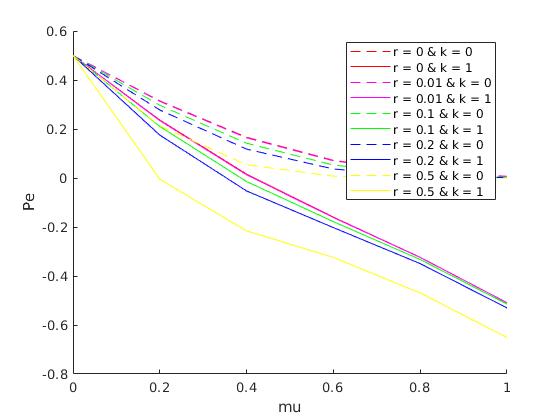 0.6
0.4
0.2
0
-0.2
-0.4
-0.6
-0.8
Pe
r = 0 & k = 0
r = 0 & k = 1
r = 0.01 & k = 0
r = 0.01 & k = 1
r = 0.1 & k = 0
r = 0.1 & k = 1
r = 0.2 & k = 0
r = 0.2 & k = 1
r = 0.5 & k = 0
r = 0.5 & k = 1
0 0.2 0.4 0.6 0.8 1
mu